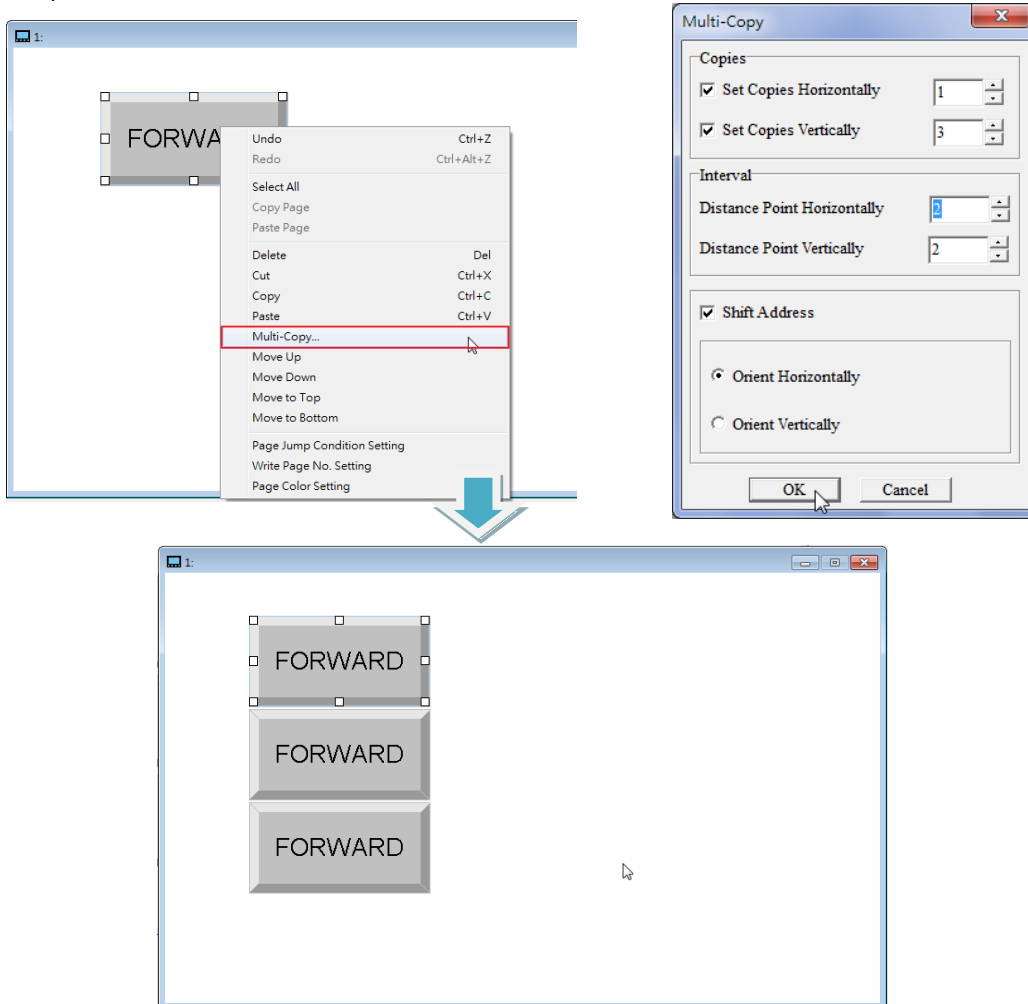 1:
FORWA
Undo Ctrl+Z
Redo Ctrl+Alt+Z
Select All
Copy Page
Paste Page
Delete Del
Cut Ctrl+X
Copy Ctrl+C
Paste Ctrl+V
Multi-Copy...
Move Up
Move Down
Move to Top
Move to Bottom
Page Jump Condition Setting
Write Page No. Setting
Page Color Setting
Multi-Copy
Copies
Set Copies Horizontally 1
Set Copies Vertically 3
Interval
Distance Point Horizontally 2
Distance Point Vertically 2
Shift Address
Orient Horizontally
Orient Vertically
OK Cancel
1:
FORWARD
FORWARD
FORWARD